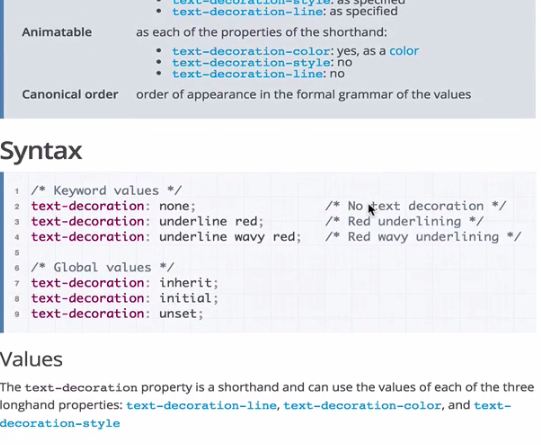 text-decoration-style: as specified
text-decoration-line: as specified
Animatable as each of the properties of the shorthand:
text-decoration-color: yes, as a color
text-decoration-style: no
text-decoration-line: no
Canonical order order of appearance in the formal grammar of the values
Syntax
1 /* Keyword values */
2 text-decoration: none; /* No text decoration */
3 text-decoration: underline red; /* Red underlining */
4 text-decoration: underline wavy red; /* Red wavy underlining */
5
6 /* Global values */
7 text-decoration: inherit;
8 text-decoration: initial;
9 text-decoration: unset;
Values
The text-decoration property is a shorthand and can use the values of each of the three
longhand properties: text-decoration-line, text-decoration-color, and text-
decoration-style